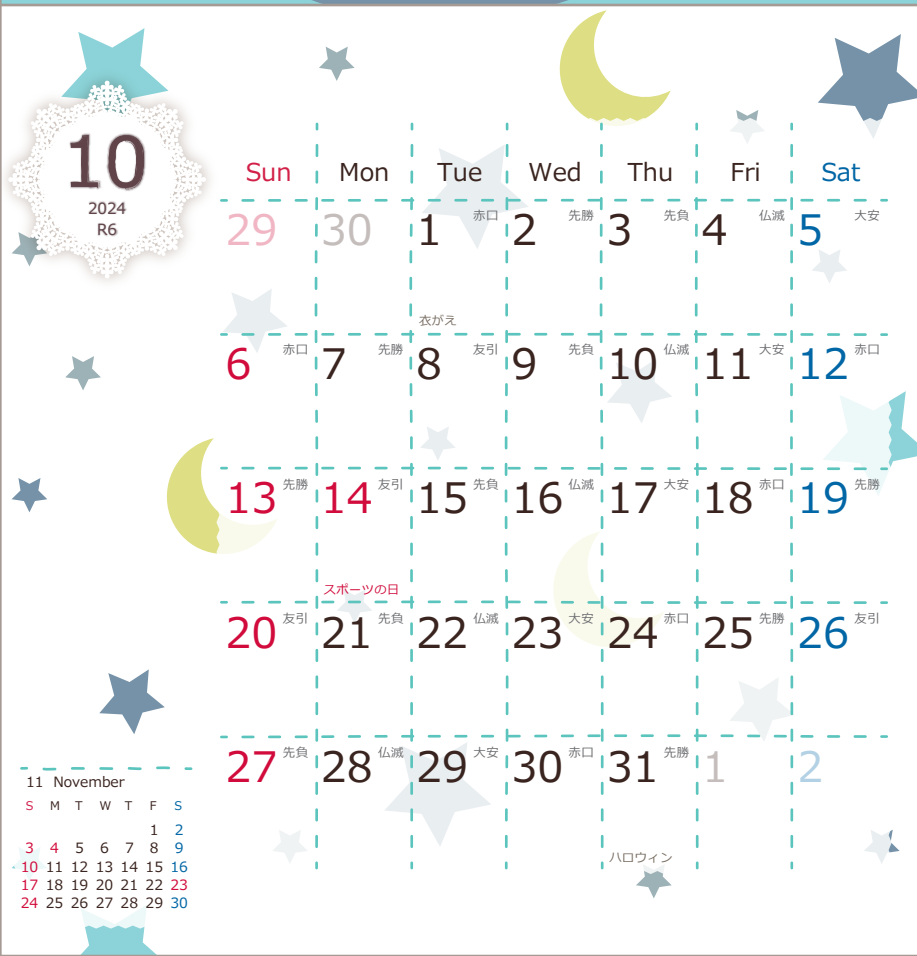 10
2024
R6
Sun Mon Tue Wed Thu Fri Sat
29 30 1 赤口 2 先勝 3 先負 4 仏滅 5 大安
衣がえ
6 赤口 7 先勝 8 友引 9 先負 10 仏滅 11 大安 12 赤口
13 先勝 14 友引 15 先負 16 仏滅 17 大安 18 赤口 19 先勝
スポーツの日
20 友引 21 先負 22 仏滅 23 大安 24 赤口 25 先勝 26 友引
27 先負 28 仏滅 29 大安 30 赤口 31 先勝 1 2
ハロウィン
11 November
S M T W T F S
1 2
3 4 5 6 7 8 9
10 11 12 13 14 15 16
17 18 19 20 21 22 23
24 25 26 27 28 29 30